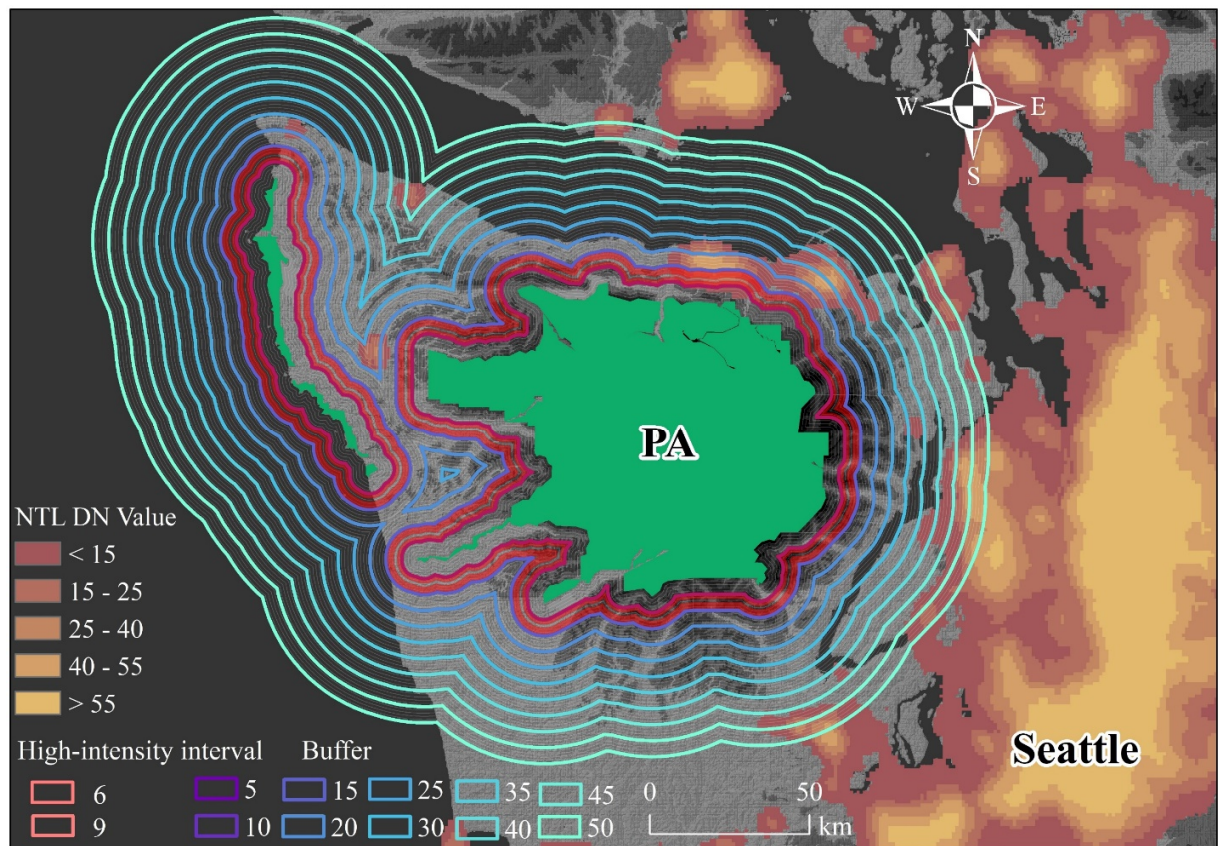 N
W E
S
PA
NTL DN Value
< 15
15 - 25
25 - 40
40 - 55
> 55
Seattle
High-intensity interval Buffer
6 5 15 25 35 45 0 50
9 10 20 30 40 50 km